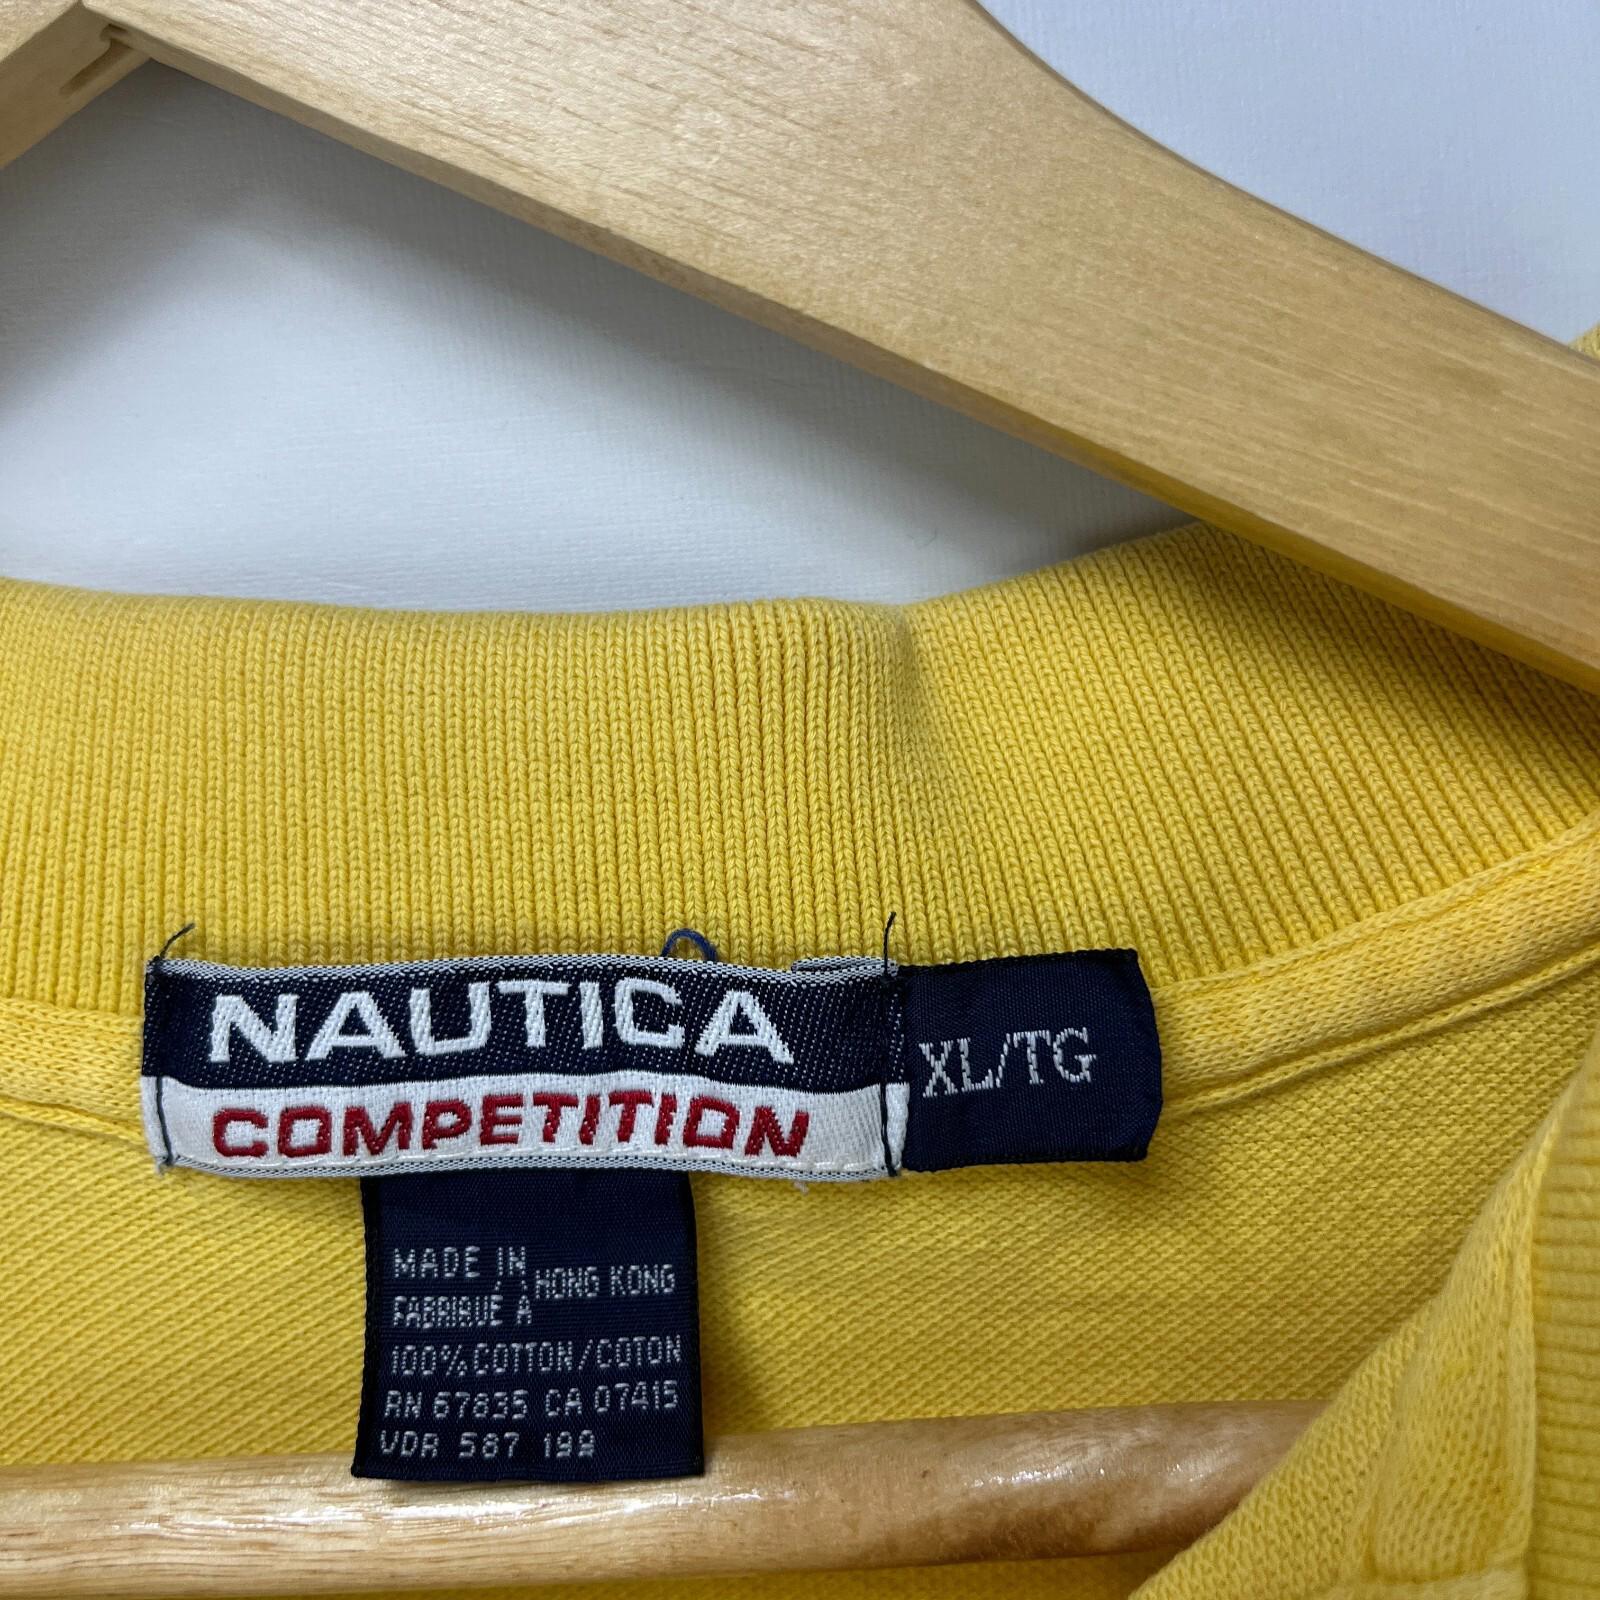 NAUTICA
COMPETITION
XL/TG
MADE IN
HONG KONG
FABRIQUÉ À
100% COTTON/COTON
RN 67835 CA 07415
VDR 587 199